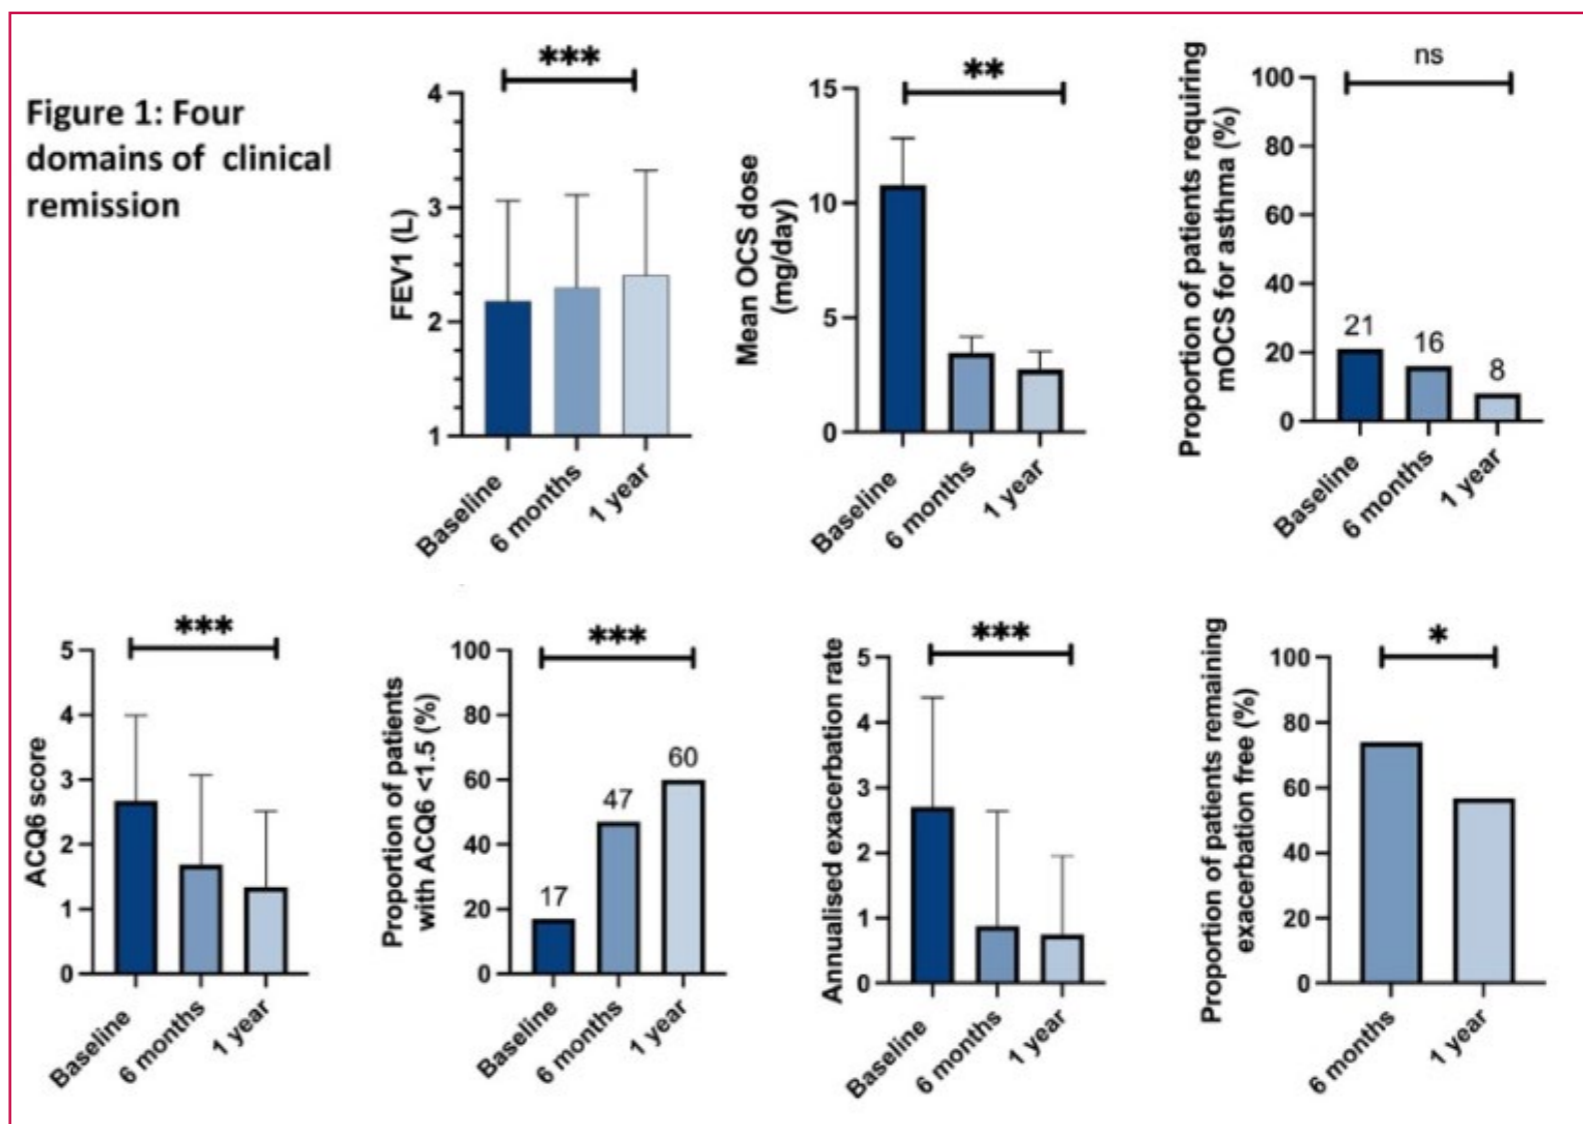 Figure 1: Four
domains of clinical
remission
***
FEV1 (L)
4
3
2
1
Baseline
6 months
1 year
**
Mean OCS dose
(mg/day)
15
10
5
0
Baseline
6 months
1 year
ns
Proportion of patients requiring
mOCS for asthma (%)
100
80
60
40
20
0
21
16
8
Baseline
6 months
1 year
***
ACQ6 score
5
4
3
2
1
0
Baseline
6 months
1 year
***
Proportion of patients
with ACQ6 <1.5 (%)
100
80
60
40
20
0
17
47
60
Baseline
6 months
1 year
***
Annualised exacerbation rate
5
4
3
2
1
0
Baseline
6 months
1 year
*
Proportion of patients remaining
exacerbation free (%)
100
80
60
40
20
0
6 months
1 year